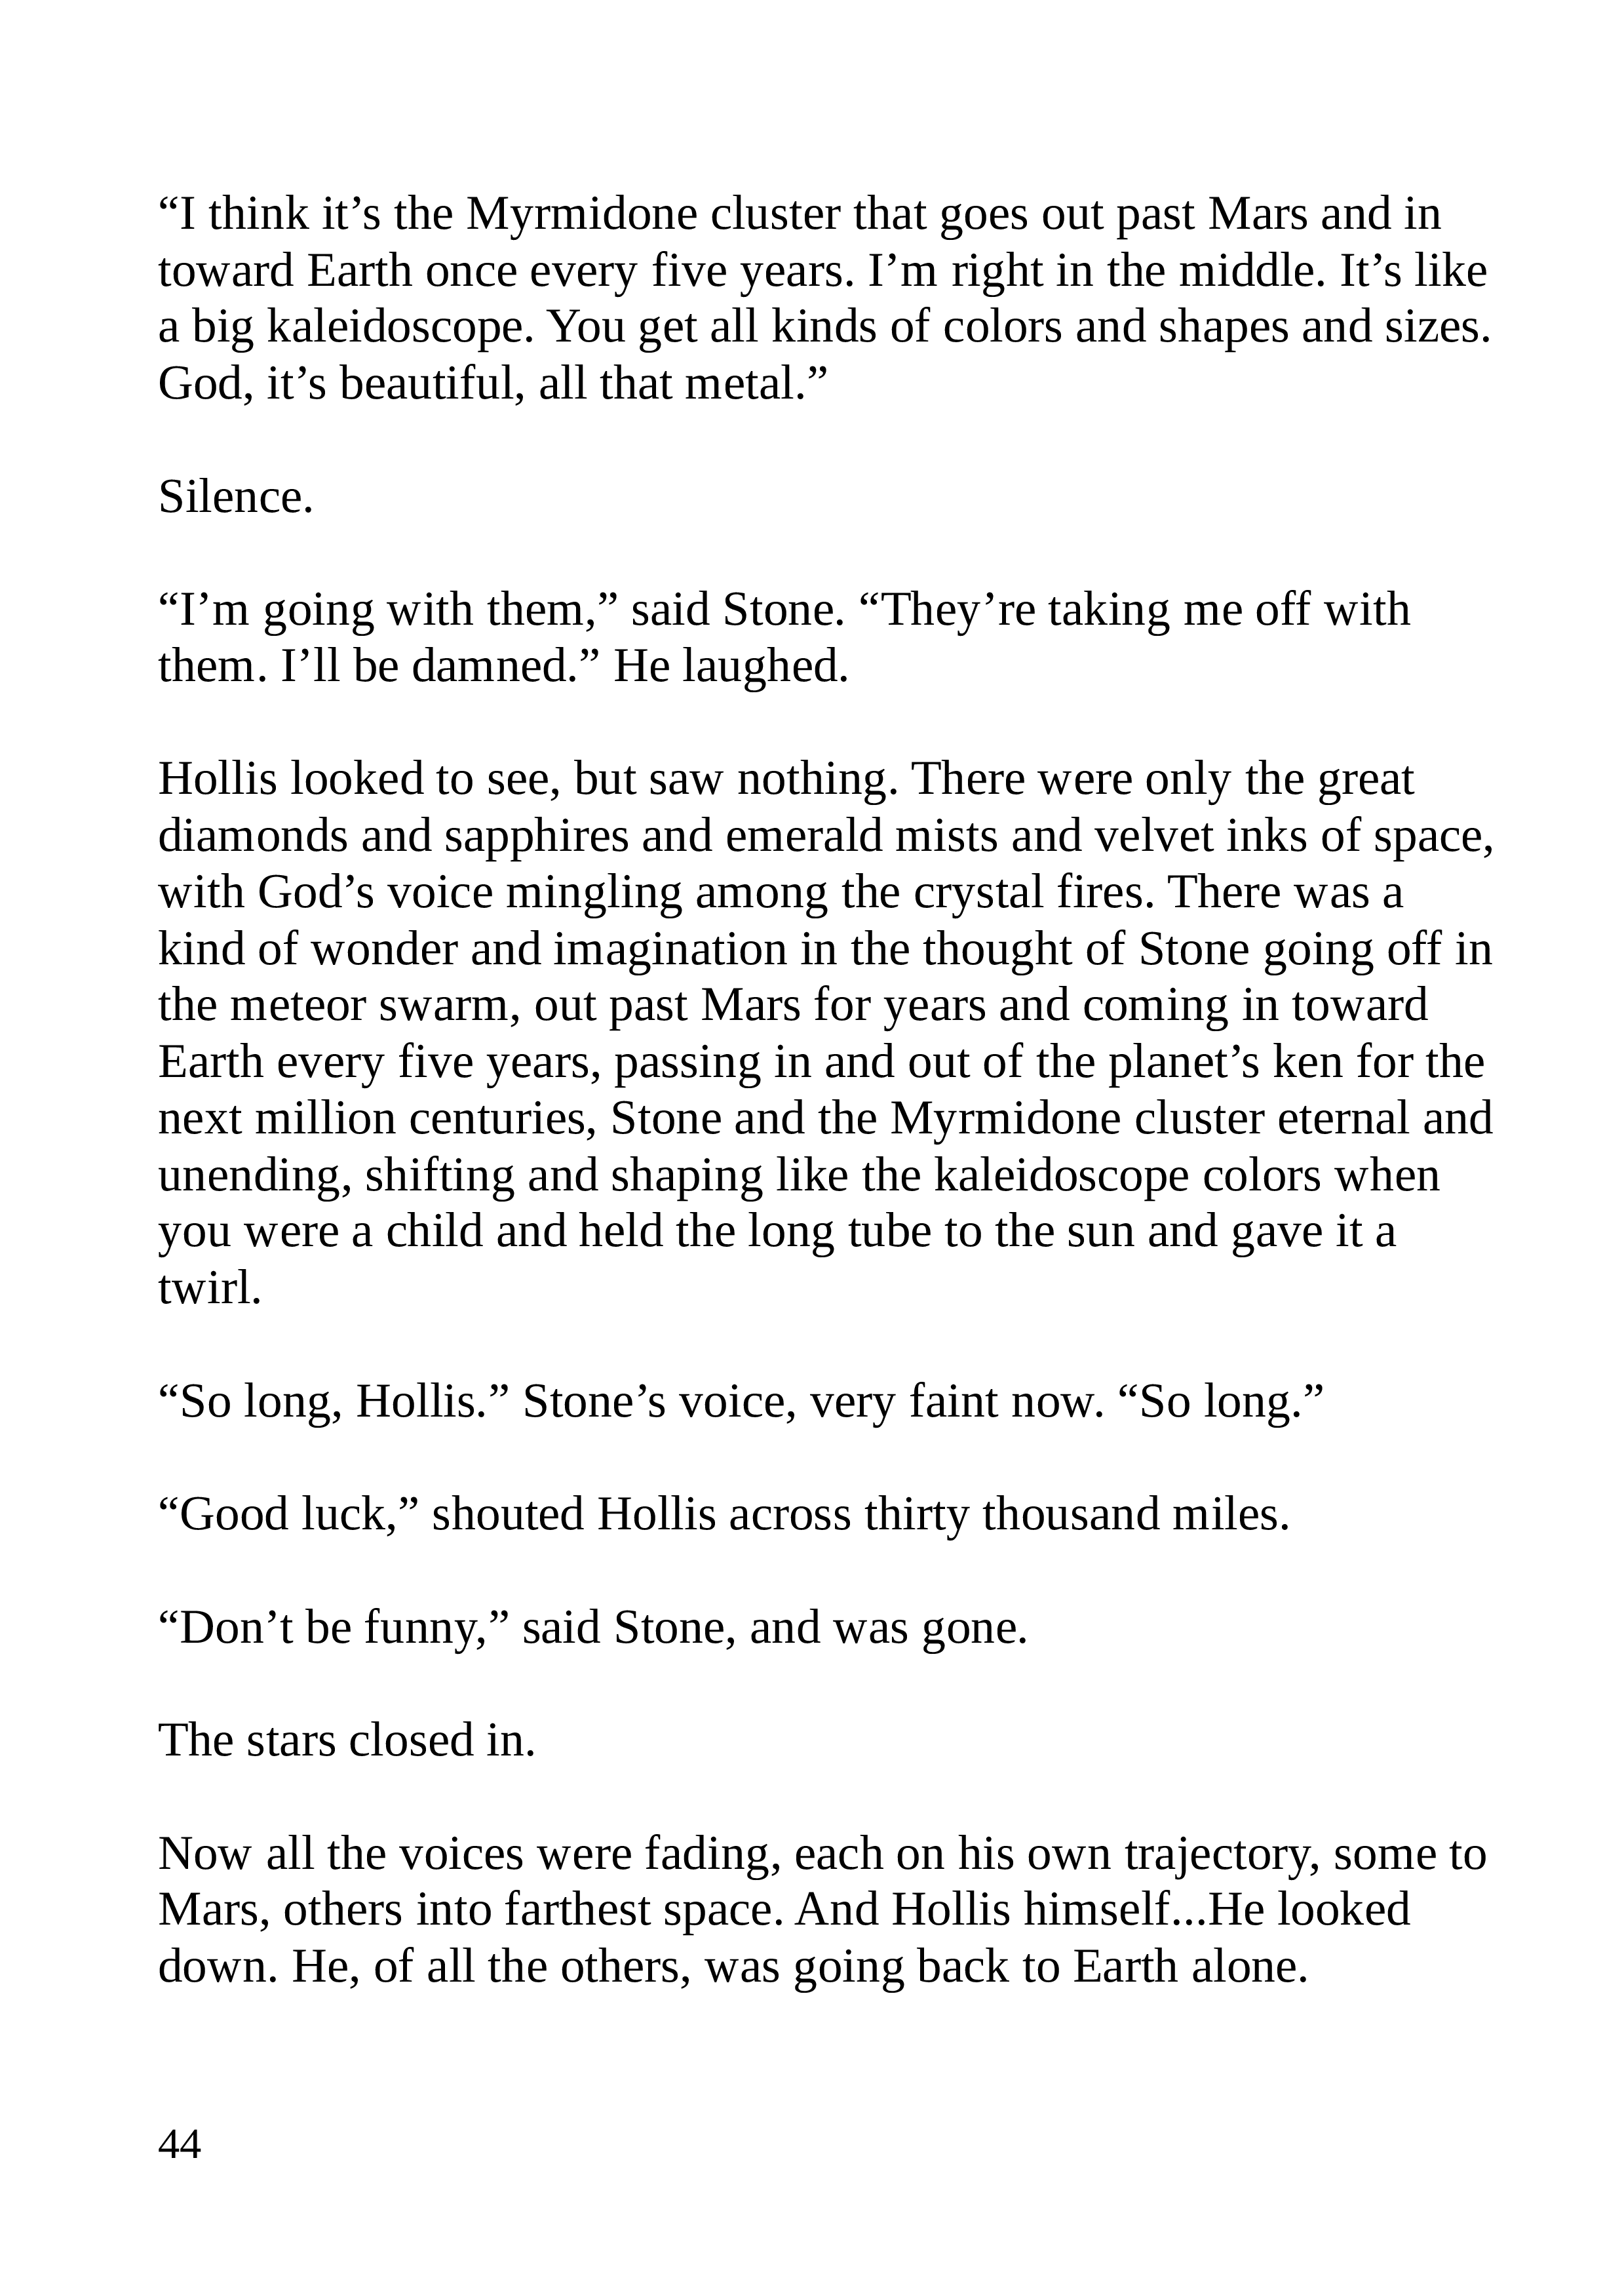 “I think it’s the Myrmidone cluster that goes out past Mars and in
toward Earth once every five years. I’m right in the middle. It’s like
a big kaleidoscope. You get all kinds of colors and shapes and sizes.
God, it’s beautiful, all that metal.”
Silence.
“I’m going with them,” said Stone. “They’re taking me off with
them. I’ll be damned.” He laughed.
Hollis looked to see, but saw nothing. There were only the great
diamonds and sapphires and emerald mists and velvet inks of space,
with God’s voice mingling among the crystal fires. There was a
kind of wonder and imagination in the thought of Stone going off in
the meteor swarm, out past Mars for years and coming in toward
Earth every five years, passing in and out of the planet’s ken for the
next million centuries, Stone and the Myrmidone cluster eternal and
unending, shifting and shaping like the kaleidoscope colors when
you were a child and held the long tube to the sun and gave it a
twirl.
“So long, Hollis.” Stone’s voice, very faint now. “So long.”
“Good luck,” shouted Hollis across thirty thousand miles.
“Don’t be funny,” said Stone, and was gone.
The stars closed in.
Now all the voices were fading, each on his own trajectory, some to
Mars, others into farthest space. And Hollis himself...He looked
down. He, of all the others, was going back to Earth alone.
44